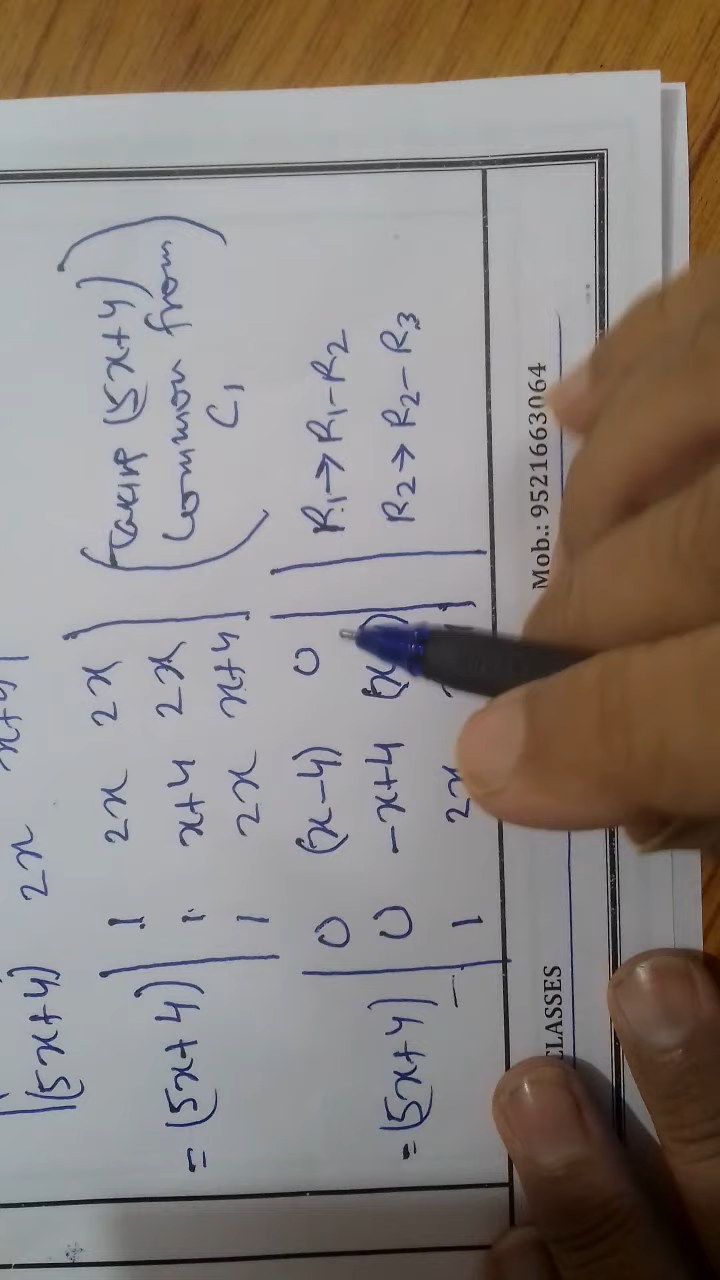 (5x+4) 2x x+4
= (5x+4) | 1 2x 2x | (Taking (5x+4)
1 x+4 2x common from
1 2x x+4 C1)
= (5x+4) | 0 (x-4) 0 | R1→R1-R2
0 -x+4 (x R2→R2-R3
1 2x
CLASSES
Mob.: 9521663064